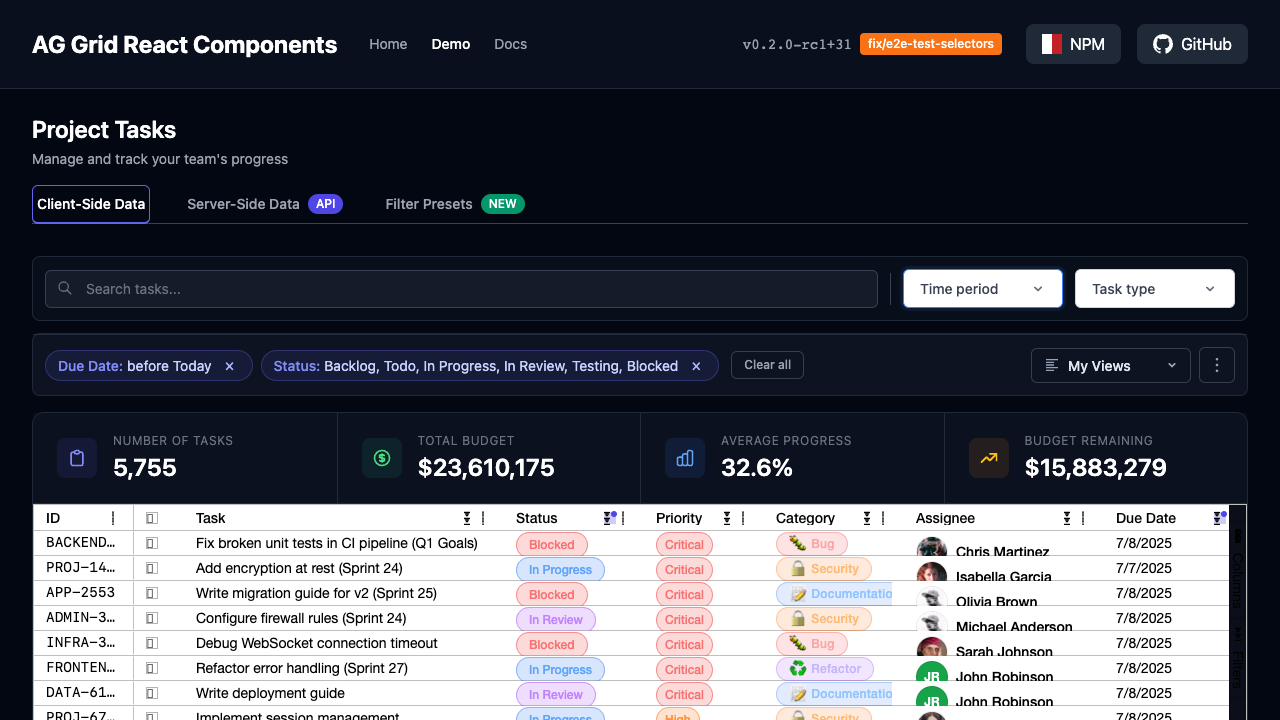 AG Grid React Components Home Demo Docs v0.2.0-rc1+31 fix/e2e-test-selectors NPM GitHub
Project Tasks
Manage and track your team's progress
Client-Side Data Server-Side Data API Filter Presets NEW
Search tasks... Time period Task type
Due Date: before Today × Status: Backlog, Todo, In Progress, In Review, Testing, Blocked × Clear all My Views
NUMBER OF TASKS TOTAL BUDGET AVERAGE PROGRESS BUDGET REMAINING
5,755 $23,610,175 32.6% $15,883,279
ID Task Status Priority Category Assignee Due Date
BACKEND... Fix broken unit tests in CI pipeline (Q1 Goals) Blocked Critical Bug Chris Martinez 7/8/2025
PROJ-14... Add encryption at rest (Sprint 24) In Progress Critical Security Isabella Garcia 7/7/2025
APP-2553 Write migration guide for v2 (Sprint 25) Blocked Critical Documentatio Olivia Brown 7/8/2025
ADMIN-3... Configure firewall rules (Sprint 24) In Review Critical Security Michael Anderson 7/8/2025
INFRA-3... Debug WebSocket connection timeout Blocked Critical Bug Sarah Johnson 7/8/2025
FRONTEN... Refactor error handling (Sprint 27) In Progress Critical Refactor JR John Robinson 7/8/2025
DATA-61... Write deployment guide In Review Critical Documentatio JR John Robinson 7/8/2025
PROJ-67... Implement session management In Progress High Security 7/8/2025
Columns
Filters